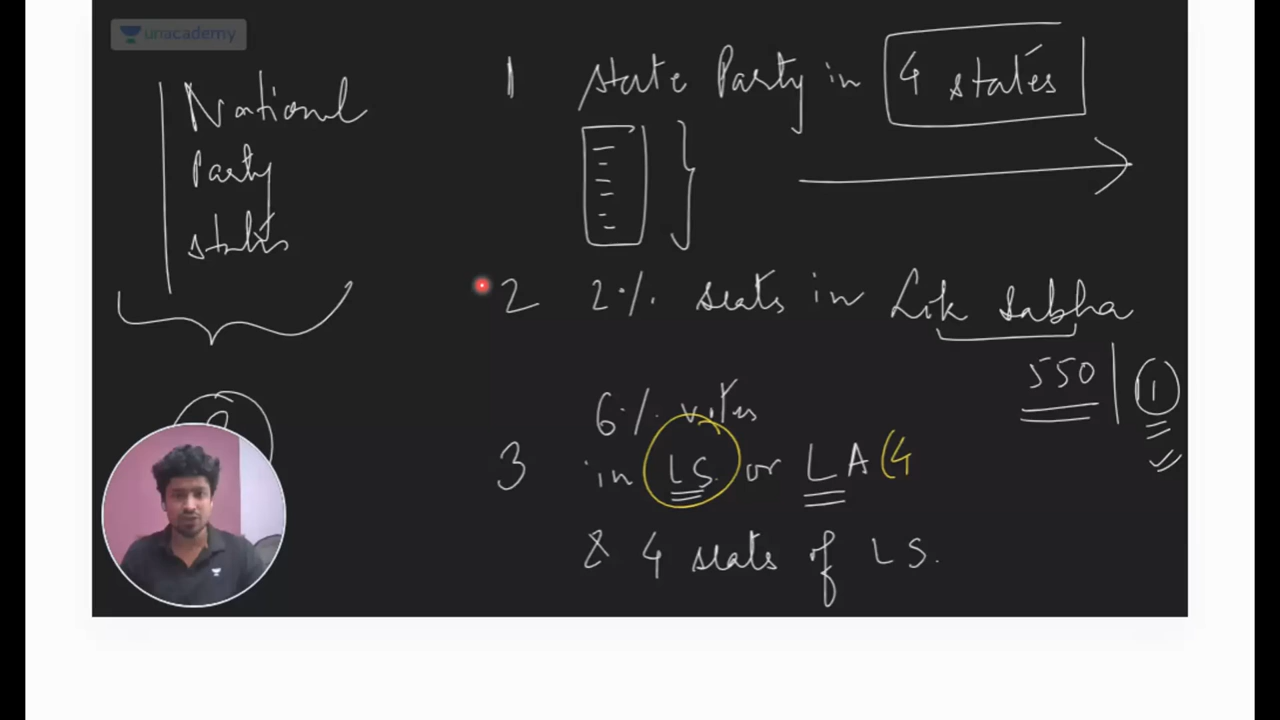 unacademy
National
Party
status
1 State Party in 4 states
2 2% seats in Lok Sabha
550 | 1
6% votes
3 in LS. or LA (4
& 4 seats of LS.